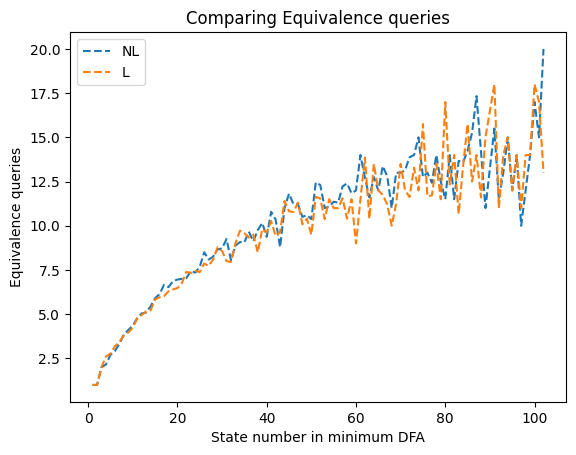 Comparing Equivalence queries
NL
L
Equivalence queries
20.0
17.5
15.0
12.5
10.0
7.5
5.0
2.5
0
20
40
60
80
100
State number in minimum DFA